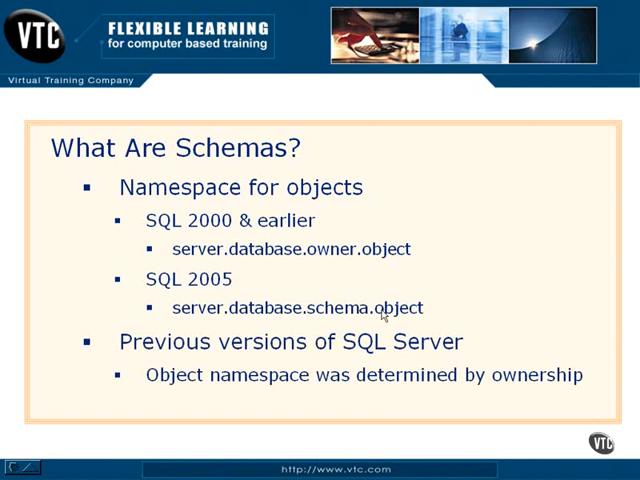 VTC
FLEXIBLE LEARNING
for computer based training
Virtual Training Company
What Are Schemas?
Namespace for objects
SQL 2000 & earlier
server.database.owner.object
SQL 2005
server.database.schema.object
Previous versions of SQL Server
Object namespace was determined by ownership
VTC
http://www.vtc.com